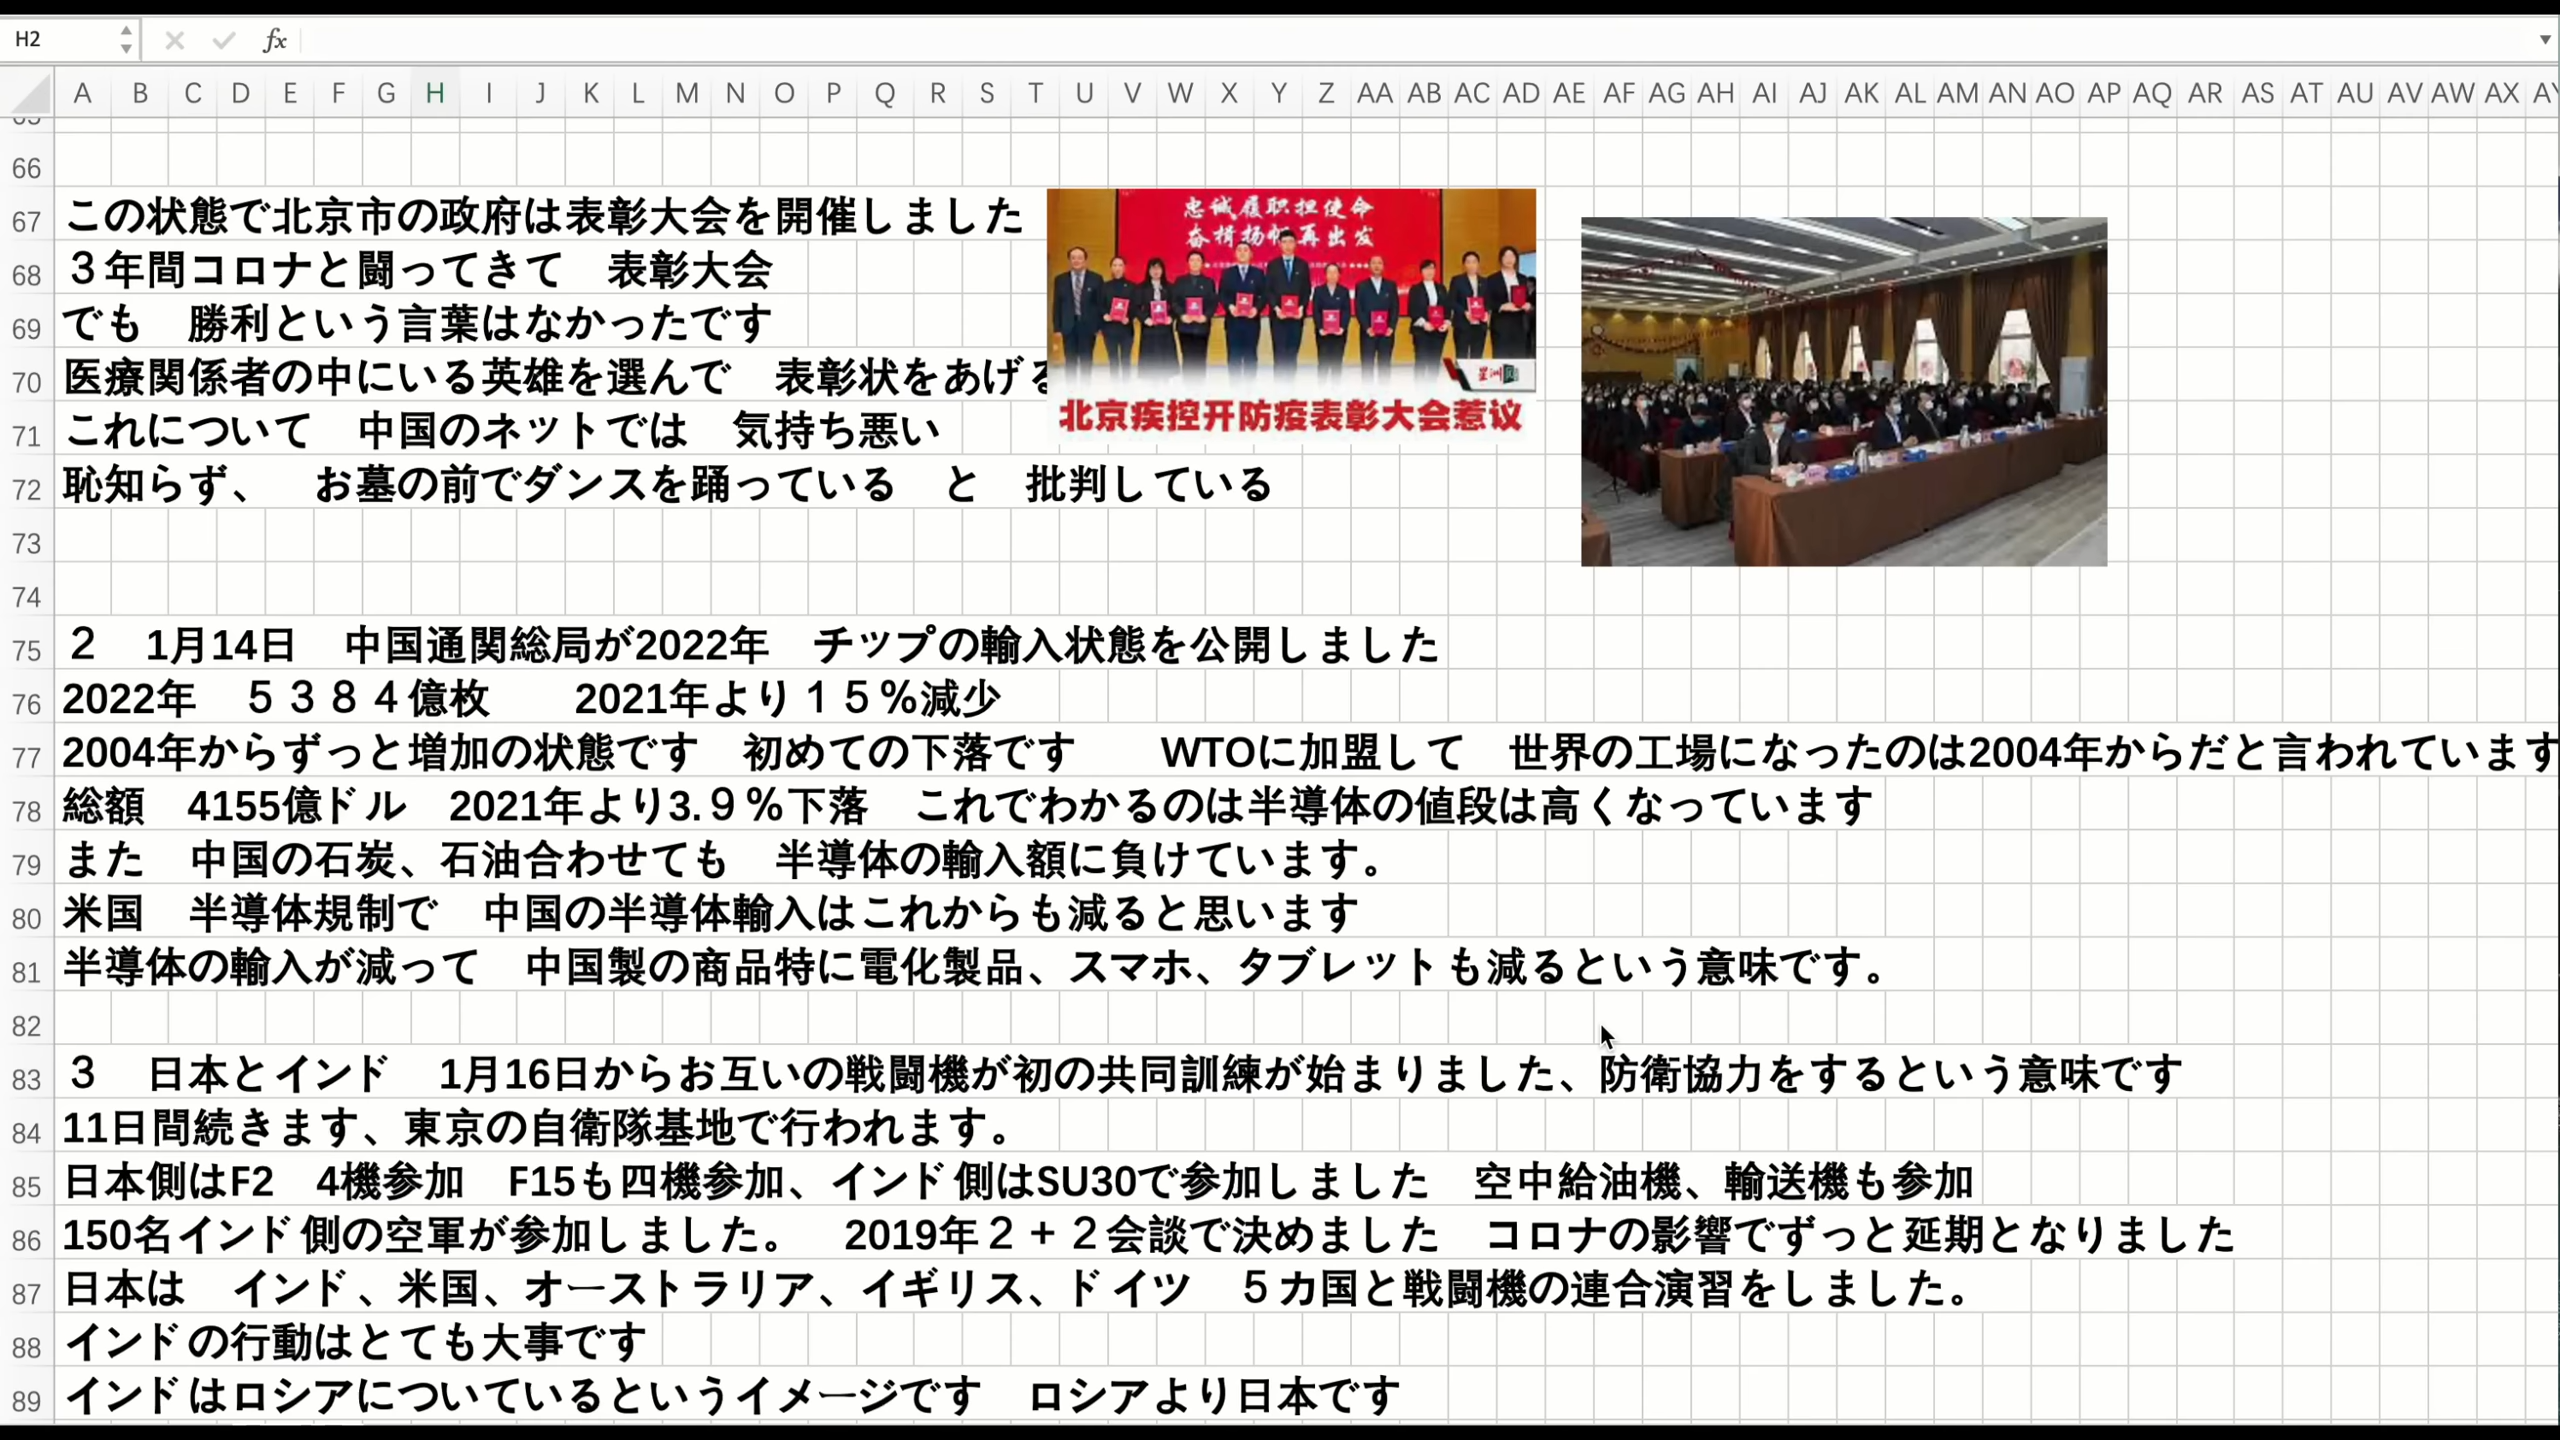 H2 fx
A B C D E F G H I J K L M N O P Q R S T U V W X Y Z AA AB AC AD AE AF AG AH AI AJ AK AL AM AN AO AP AQ AR AS AT AU AV AW AX
66
67 この状態で北京市の政府は表彰大会を開催しました
68 ３年間コロナと闘ってきて　表彰大会
69 でも　勝利という言葉はなかったです
70 医療関係者の中にいる英雄を選んで　表彰状をあげる
71 これについて　中国のネットでは　気持ち悪い
72 恥知らず、　お墓の前でダンスを踊っている　と　批判している
忠诚履职担使命
奋楫扬帆再出发
星洲网
北京疾控开防疫表彰大会惹议
73
74
75 ２　1月14日　中国通関総局が2022年　チップの輸入状態を公開しました
76 2022年　５３８４億枚　　2021年より１５％減少
77 2004年からずっと増加の状態です　初めての下落です　　WTOに加盟して　世界の工場になったのは2004年からだと言われています
78 総額　4155億ドル　2021年より3.９％下落　これでわかるのは半導体の値段は高くなっています
79 また　中国の石炭、石油合わせても　半導体の輸入額に負けています。
80 米国　半導体規制で　中国の半導体輸入はこれからも減ると思います
81 半導体の輸入が減って　中国製の商品特に電化製品、スマホ、タブレットも減るという意味です。
82
83 ３　日本とインド　1月16日からお互いの戦闘機が初の共同訓練が始まりました、防衛協力をするという意味です
84 11日間続きます、東京の自衛隊基地で行われます。
85 日本側はF2　4機参加　F15も四機参加、インド側はSU30で参加しました　空中給油機、輸送機も参加
86 150名インド側の空軍が参加しました。　2019年２＋２会談で決めました　コロナの影響でずっと延期となりました
87 日本は　インド、米国、オーストラリア、イギリス、ドイツ　５カ国と戦闘機の連合演習をしました。
88 インドの行動はとても大事です
89 インドはロシアについているというイメージです　ロシアより日本です